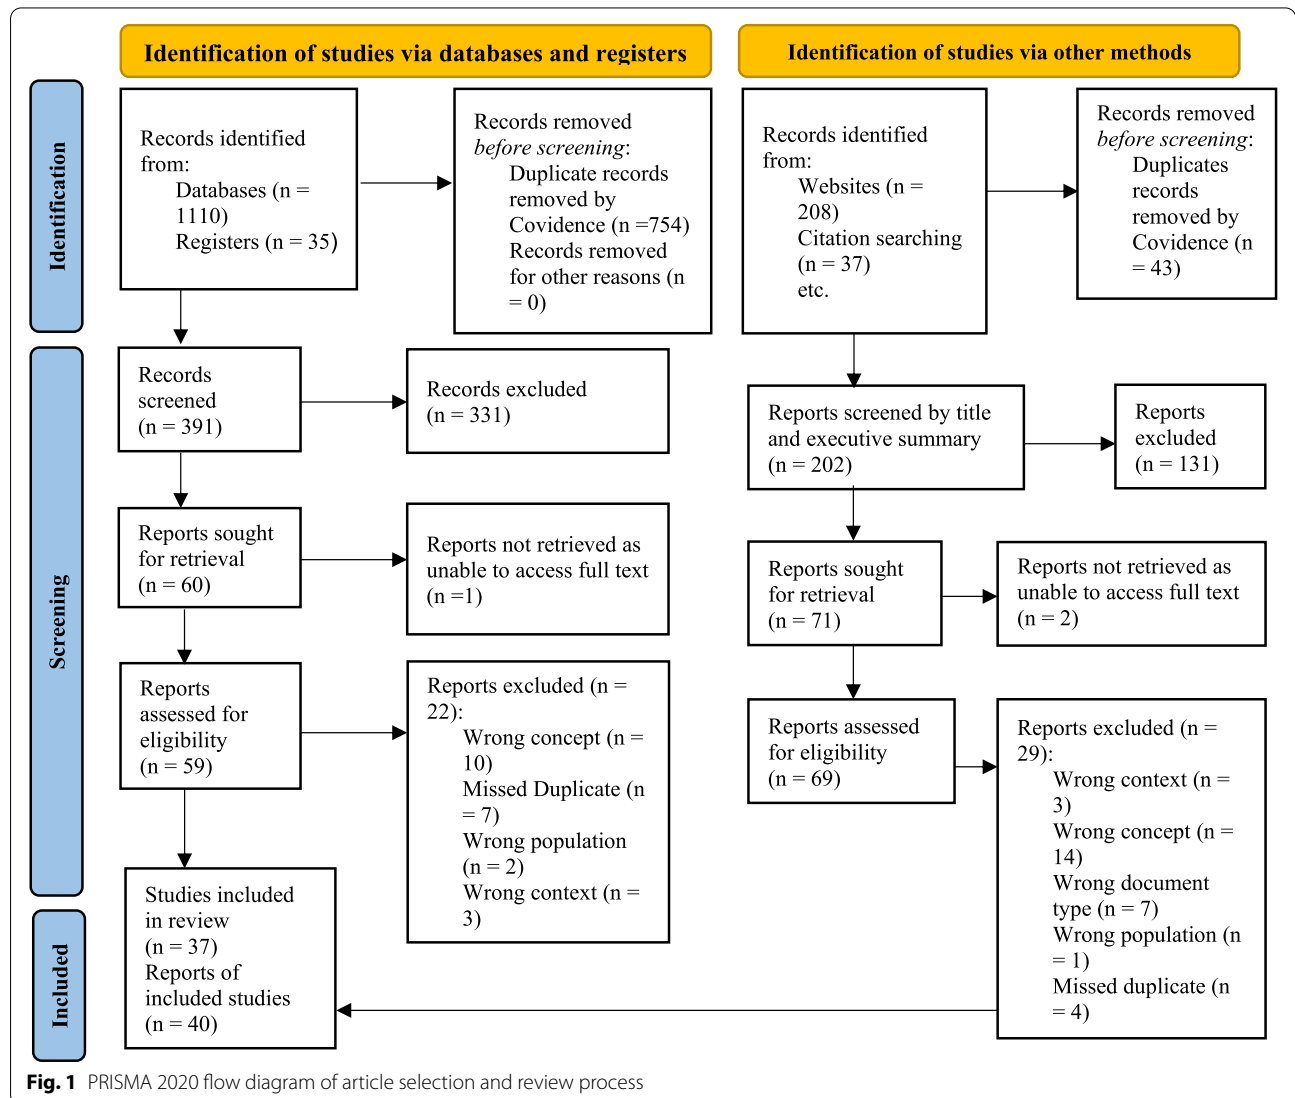 Identification of studies via databases and registers
Identification of studies via other methods
Identification
Records identified
from:
Databases (n =
1110)
Registers (n = 35)
Records removed
before screening:
Duplicate records
removed by
Covidence (n =754)
Records removed
for other reasons (n
= 0)
Records identified
from:
Websites (n =
208)
Citation searching
(n = 37)
etc.
Records removed
before screening:
Duplicates
records
removed by
Covidence (n
= 43)
Screening
Records
screened
(n = 391)
Records excluded
(n = 331)
Reports screened by title
and executive summary
(n = 202)
Reports
excluded
(n = 131)
Reports sought
for retrieval
(n = 60)
Reports not retrieved as
unable to access full text
(n =1)
Reports sought
for retrieval
(n = 71)
Reports not retrieved as
unable to access full text
(n = 2)
Reports
assessed for
eligibility
(n = 59)
Reports excluded (n =
22):
Wrong concept (n =
10)
Missed Duplicate (n
= 7)
Wrong population
(n = 2)
Wrong context (n =
3)
Reports assessed
for eligibility
(n = 69)
Reports excluded (n =
29):
Wrong context (n =
3)
Wrong concept (n =
14)
Wrong document
type (n = 7)
Wrong population (n
= 1)
Missed duplicate (n
= 4)
Included
Studies included
in review
(n = 37)
Reports of
included studies
(n = 40)
Fig. 1 PRISMA 2020 flow diagram of article selection and review process